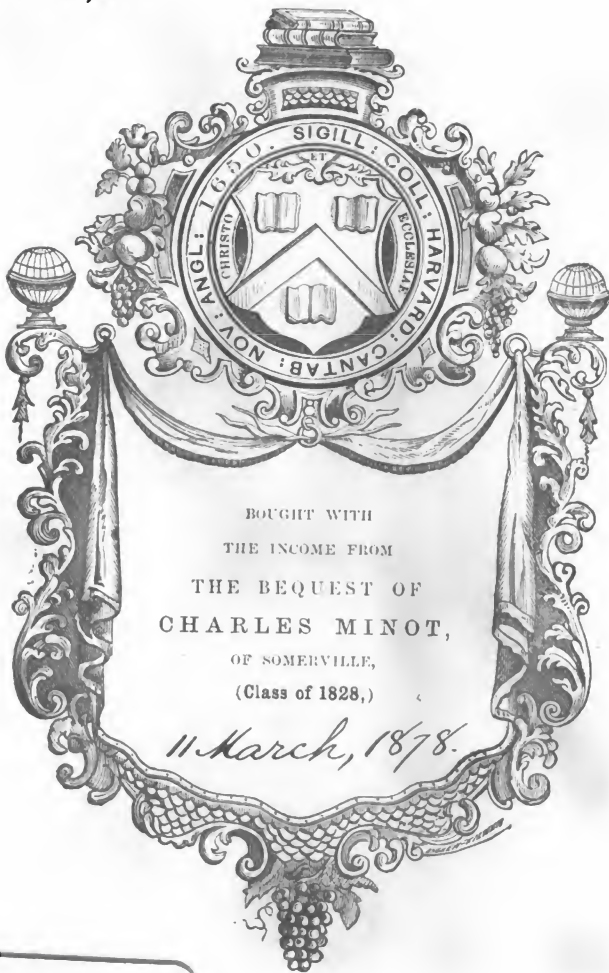 SIGILL: COLL: HARVARD: CANTAB: NOV: ANGL: 1650.
CHRISTO
ET
ECCLESIAE
BOUGHT WITH
THE INCOME FROM
THE BEQUEST OF
CHARLES MINOT,
OF SOMERVILLE,
(Class of 1828,)
11 March, 1878.